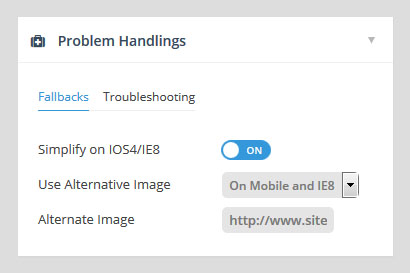 Problem Handlings
Fallbacks Troubleshooting
Simplify on IOS4/IE8 ON
Use Alternative Image On Mobile and IE8
Alternate Image http://www.site